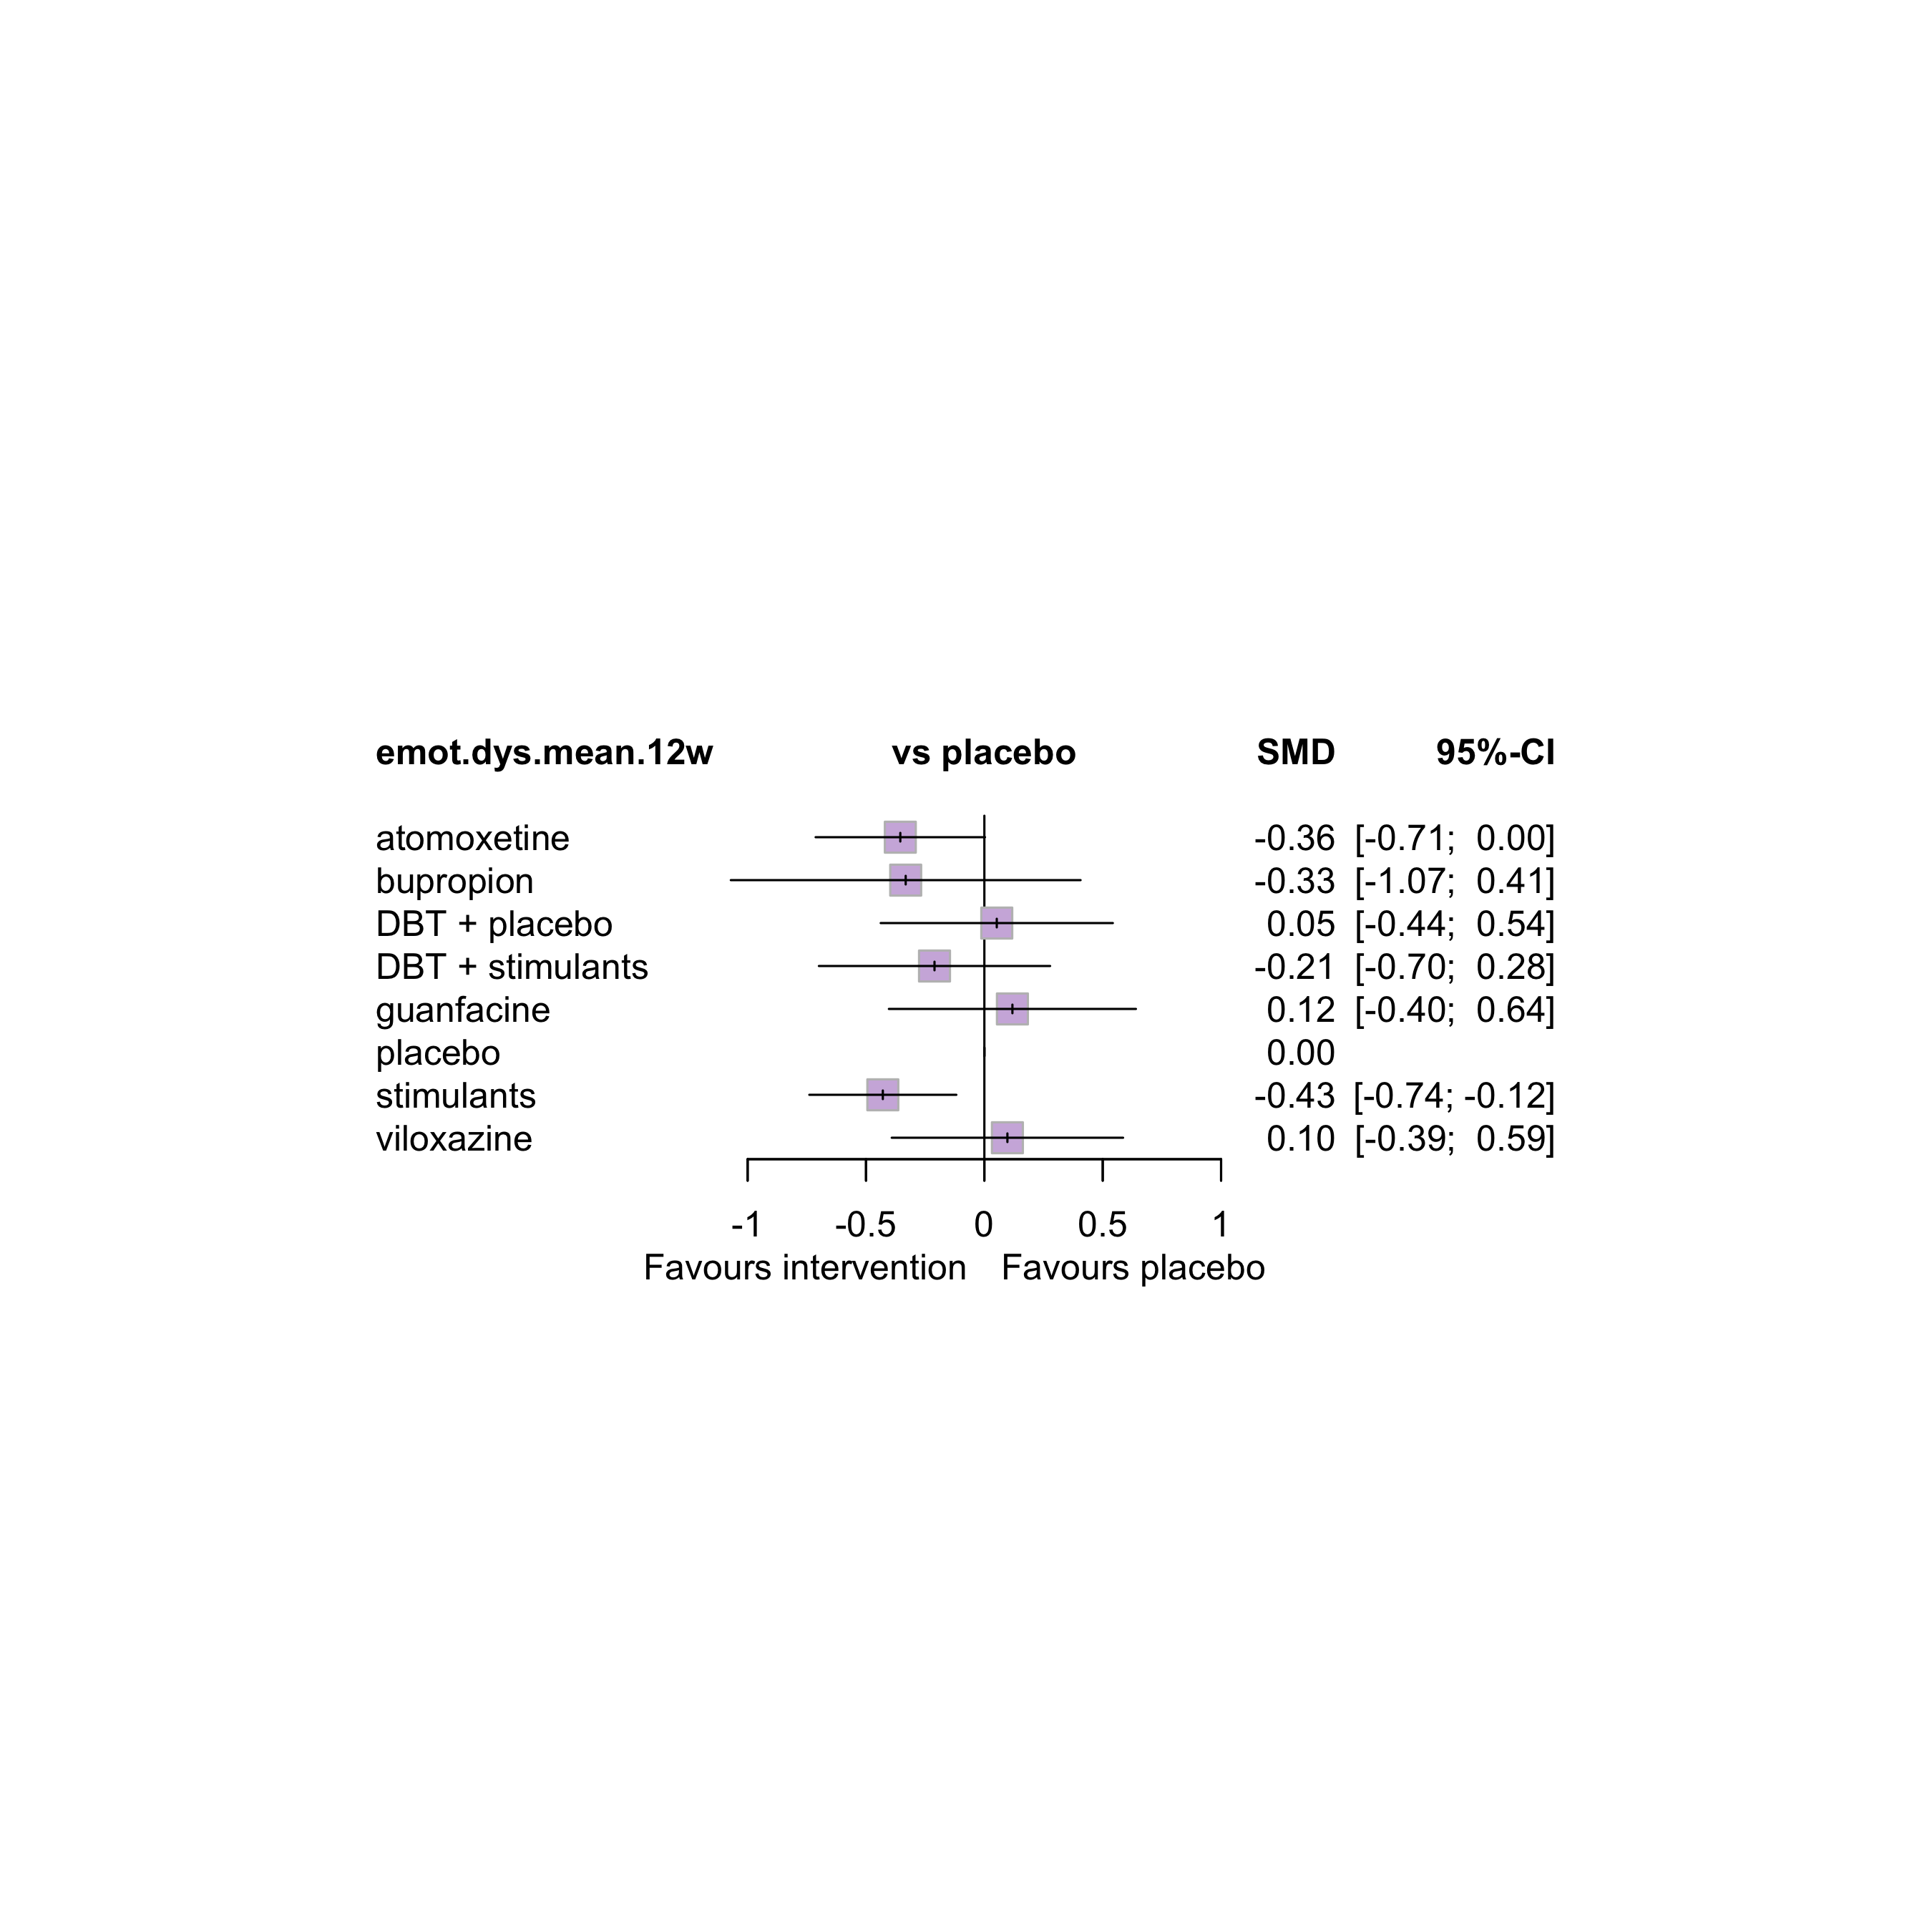 emot.dys.mean.12w vs placebo SMD 95%-CI
atomoxetine -0.36 [-0.71; 0.00]
bupropion -0.33 [-1.07; 0.41]
DBT + placebo 0.05 [-0.44; 0.54]
DBT + stimulants -0.21 [-0.70; 0.28]
guanfacine 0.12 [-0.40; 0.64]
placebo 0.00
stimulants -0.43 [-0.74; -0.12]
viloxazine 0.10 [-0.39; 0.59]
-1 -0.5 0 0.5 1
Favours intervention Favours placebo